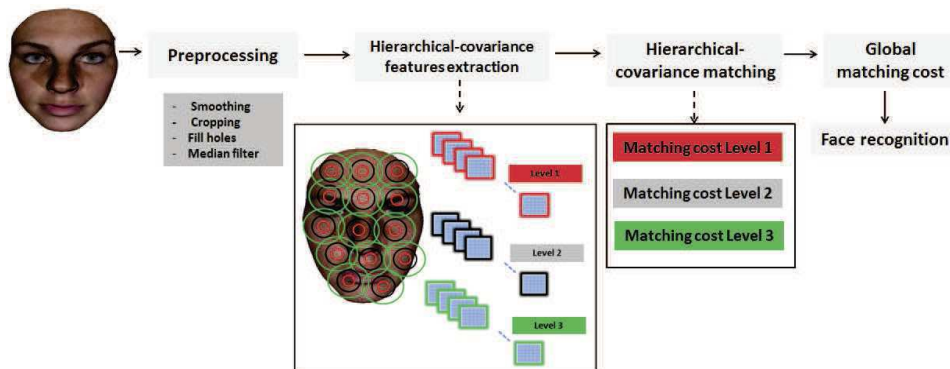 Preprocessing
- Smoothing
- Cropping
- Fill holes
- Median filter
Hierarchical-covariance
features extraction
Level 1
Level 2
Level 3
Hierarchical-
covariance matching
Matching cost Level 1
Matching cost Level 2
Matching cost Level 3
Global
matching cost
Face recognition